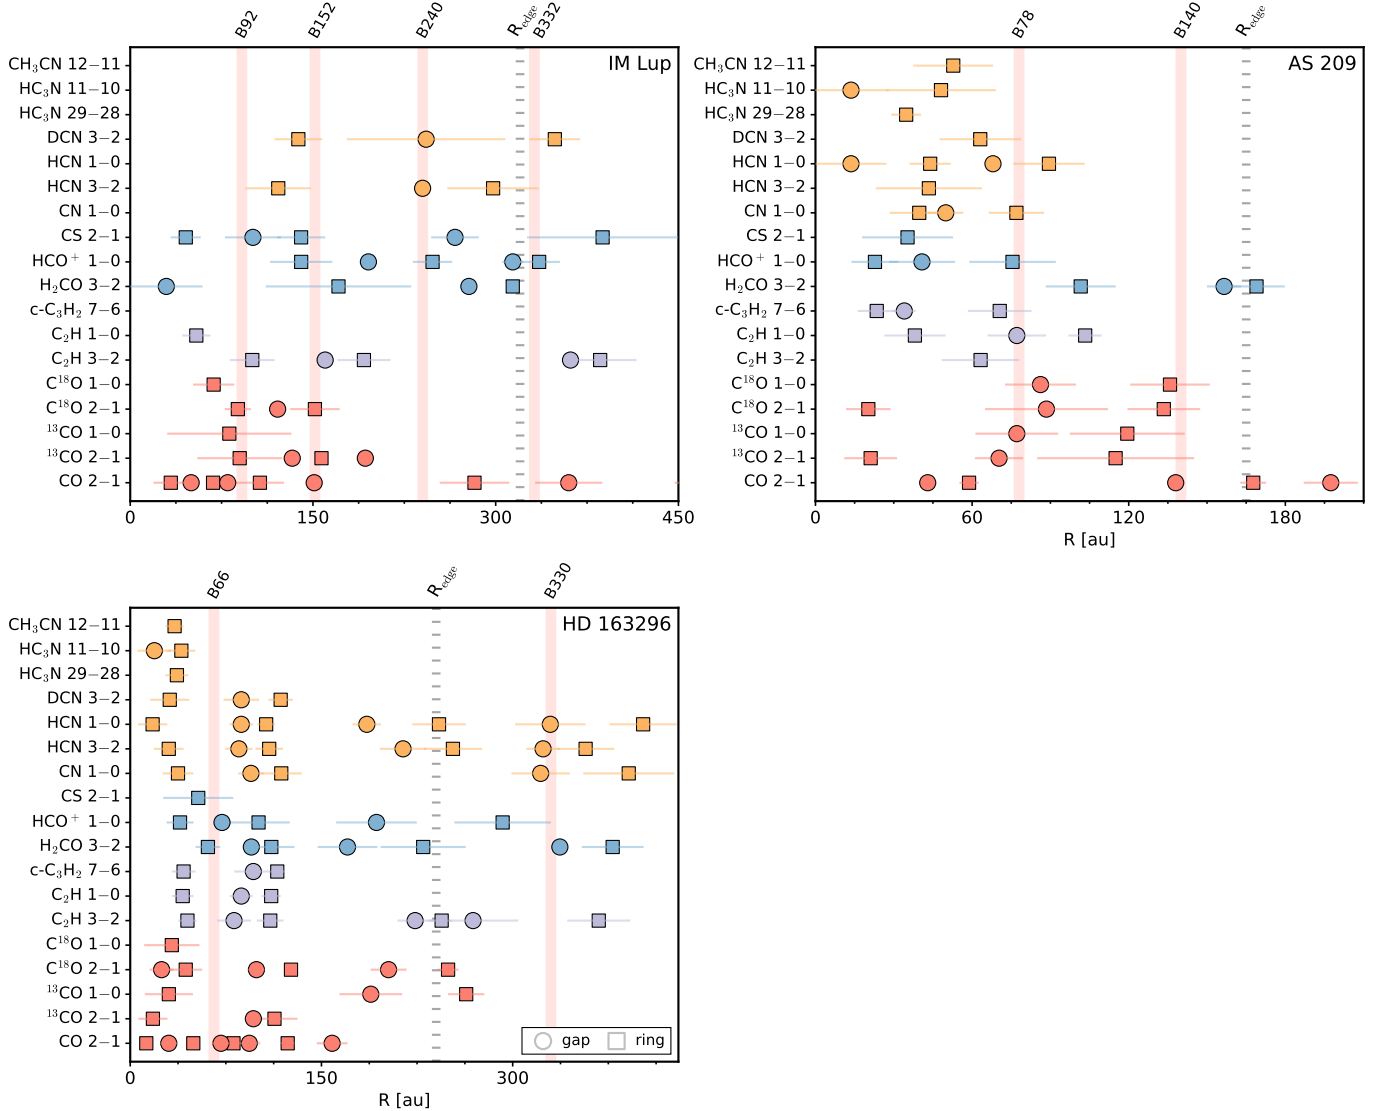 B92 B152 B240 R_edge B332
IM Lup
CH₃CN 12−11
HC₃N 11−10
HC₃N 29−28
DCN 3−2
HCN 1−0
HCN 3−2
CN 1−0
CS 2−1
HCO⁺ 1−0
H₂CO 3−2
c-C₃H₂ 7−6
C₂H 1−0
C₂H 3−2
C¹⁸O 1−0
C¹⁸O 2−1
¹³CO 1−0
¹³CO 2−1
CO 2−1
0 150 300 450
B78 B140 R_edge
AS 209
CH₃CN 12−11
HC₃N 11−10
HC₃N 29−28
DCN 3−2
HCN 1−0
HCN 3−2
CN 1−0
CS 2−1
HCO⁺ 1−0
H₂CO 3−2
c-C₃H₂ 7−6
C₂H 1−0
C₂H 3−2
C¹⁸O 1−0
C¹⁸O 2−1
¹³CO 1−0
¹³CO 2−1
CO 2−1
0 60 120 180
R [au]
B66 R_edge B330
HD 163296
CH₃CN 12−11
HC₃N 11−10
HC₃N 29−28
DCN 3−2
HCN 1−0
HCN 3−2
CN 1−0
CS 2−1
HCO⁺ 1−0
H₂CO 3−2
c-C₃H₂ 7−6
C₂H 1−0
C₂H 3−2
C¹⁸O 1−0
C¹⁸O 2−1
¹³CO 1−0
¹³CO 2−1
CO 2−1
gap ring
0 150 300
R [au]